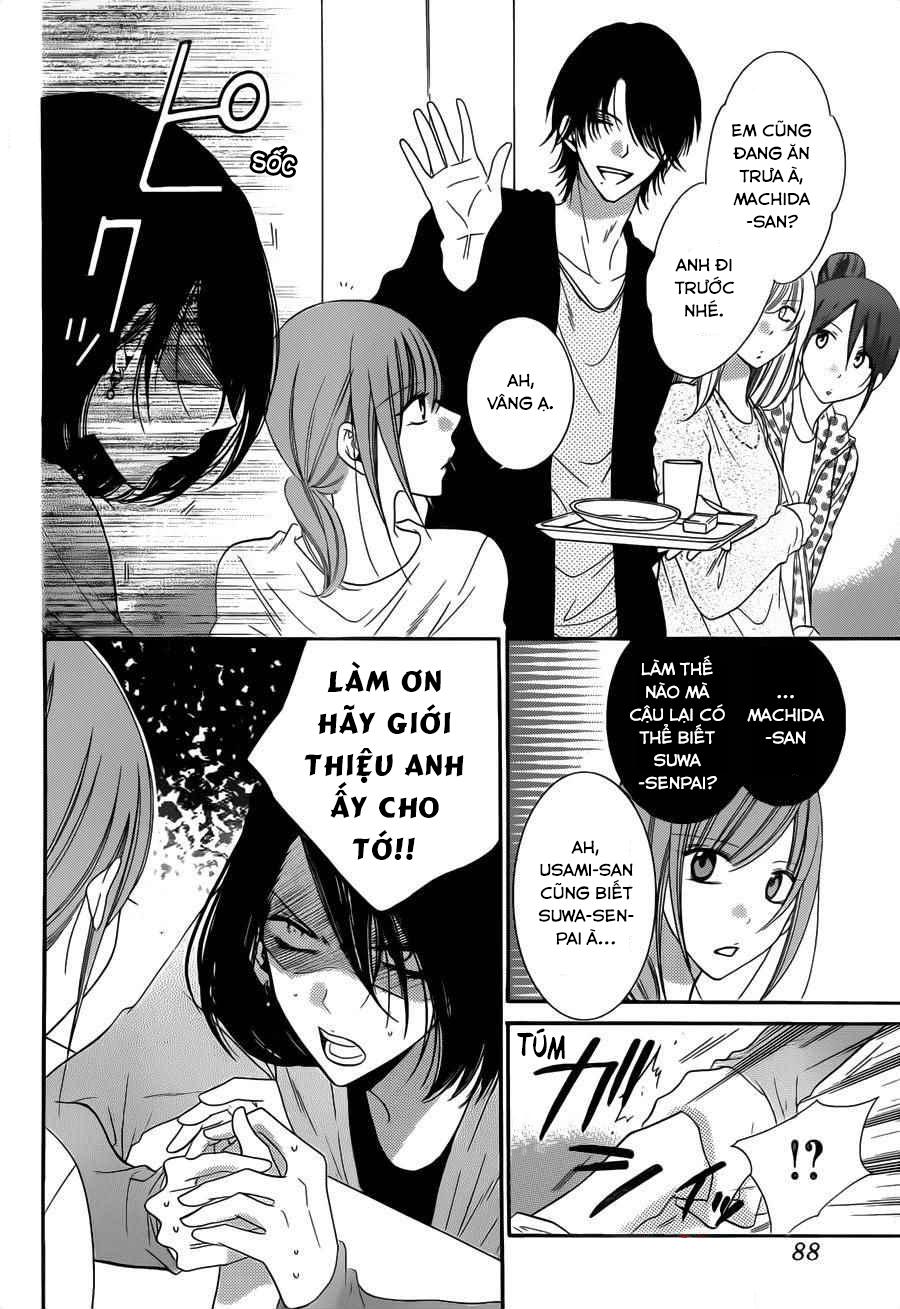 EM CŨNG
ĐANG ĂN
TRƯA À,
MACHIDA
-SAN?
ANH ĐI
TRƯỚC
NHÉ.
AH,
VÂNG Ạ.
ピク
SỐC
...
MACHIDA
-SAN
LÀM THẾ
NÀO MÀ
CẬU LẠI CÓ
THỂ BIẾT
SUWA
-SENPAI?
AH,
USAMI-SAN
CŨNG BIẾT
SUWA-SEN-
PAI À...
TÚM
ガッ
!?
LÀM ƠN
HÃY GIỚI
THIỆU ANH
ẤY CHO
TỚ!!
88